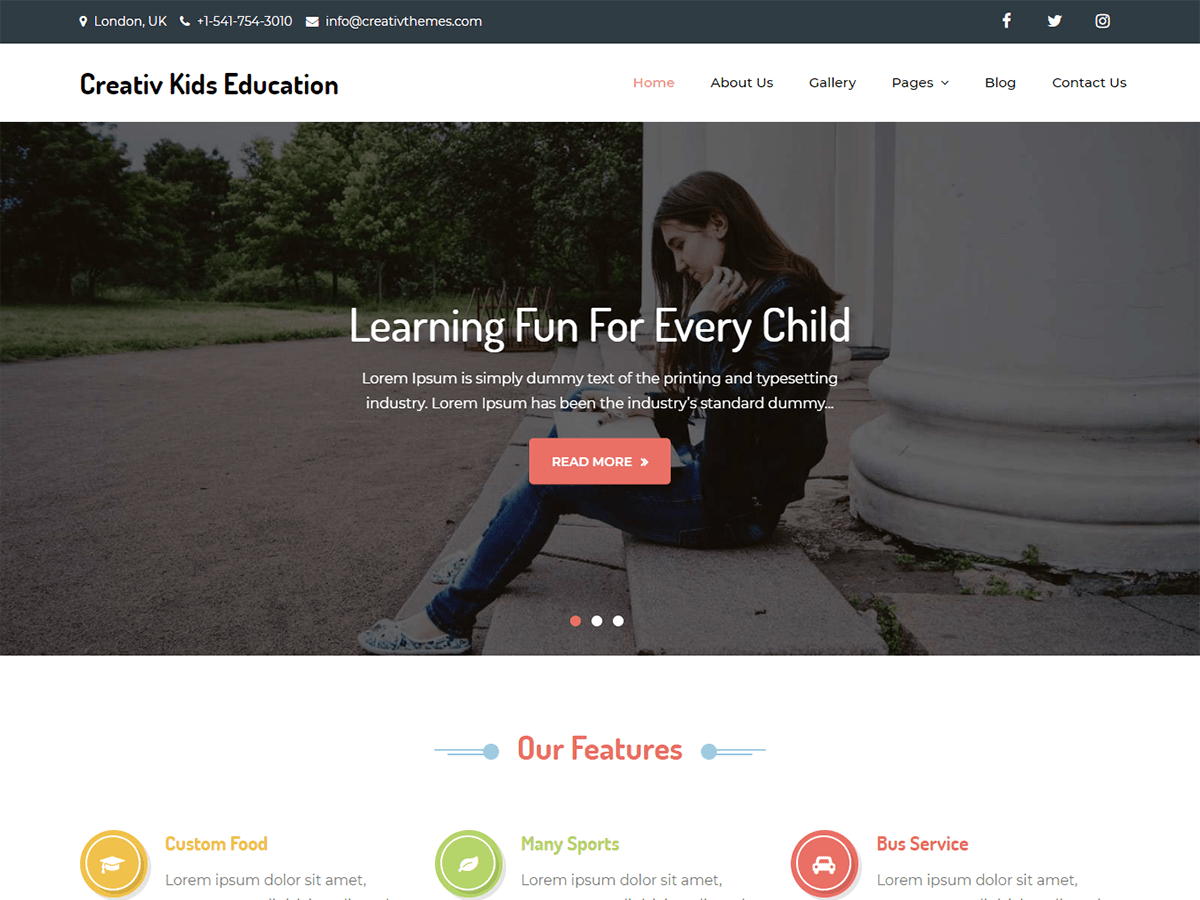 London, UK +1-541-754-3010 info@creativthemes.com
Creativ Kids Education
Home About Us Gallery Pages Blog Contact Us
Learning Fun For Every Child
Lorem Ipsum is simply dummy text of the printing and typesetting
industry. Lorem Ipsum has been the industry's standard dummy...
READ MORE »
Our Features
Custom Food Many Sports Bus Service
Lorem ipsum dolor sit amet, Lorem ipsum dolor sit amet, Lorem ipsum dolor sit amet,